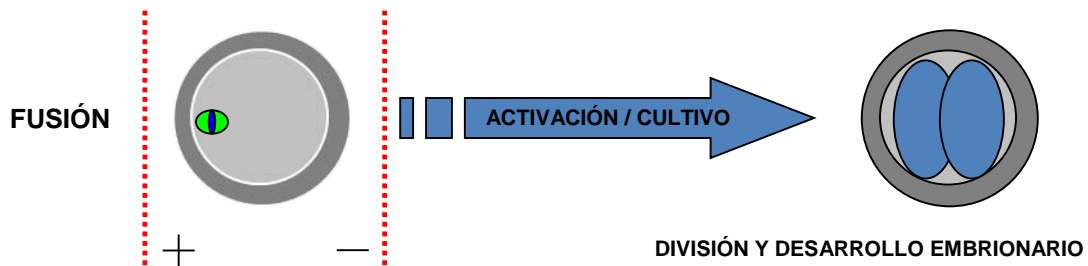 FUSIÓN
ACTIVACIÓN / CULTIVO
+ −
DIVISIÓN Y DESARROLLO EMBRIONARIO